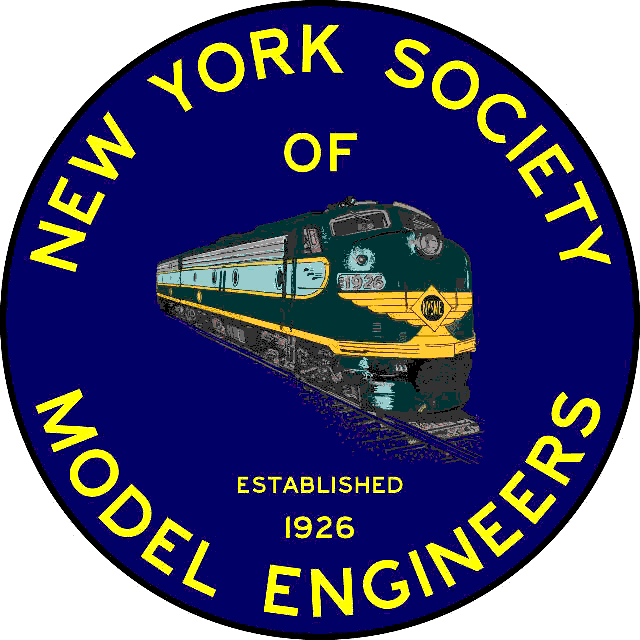 NEW YORK SOCIETY
OF
1926
NYSME
ESTABLISHED
1926
MODEL ENGINEERS